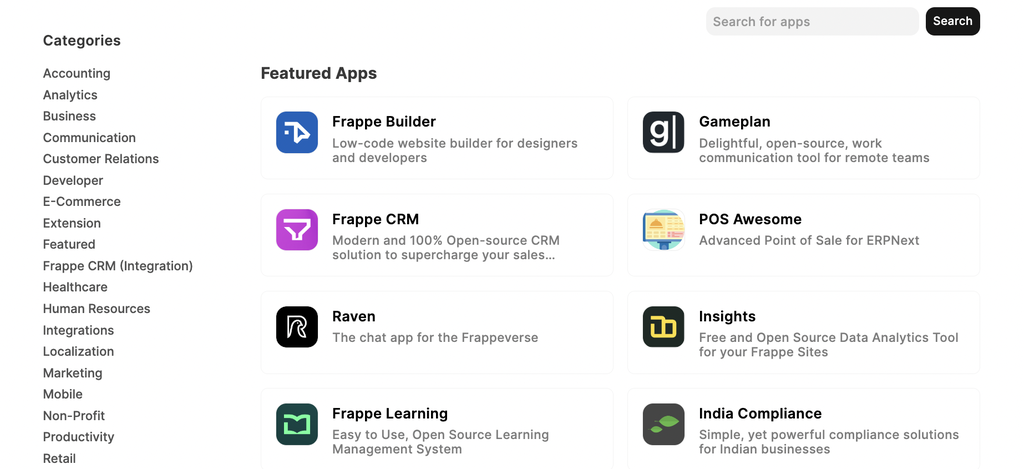 Search for apps
Search
Categories
Accounting
Analytics
Business
Communication
Customer Relations
Developer
E-Commerce
Extension
Featured
Frappe CRM (Integration)
Healthcare
Human Resources
Integrations
Localization
Marketing
Mobile
Non-Profit
Productivity
Retail
Featured Apps
Frappe Builder
Low-code website builder for designers
and developers
g|
Gameplan
Delightful, open-source, work
communication tool for remote teams
Frappe CRM
Modern and 100% Open-source CRM
solution to supercharge your sales...
POS Awesome
Advanced Point of Sale for ERPNext
Raven
The chat app for the Frappeverse
Insights
Free and Open Source Data Analytics Tool
for your Frappe Sites
Frappe Learning
Easy to Use, Open Source Learning
Management System
India Compliance
Simple, yet powerful compliance solutions
for Indian businesses